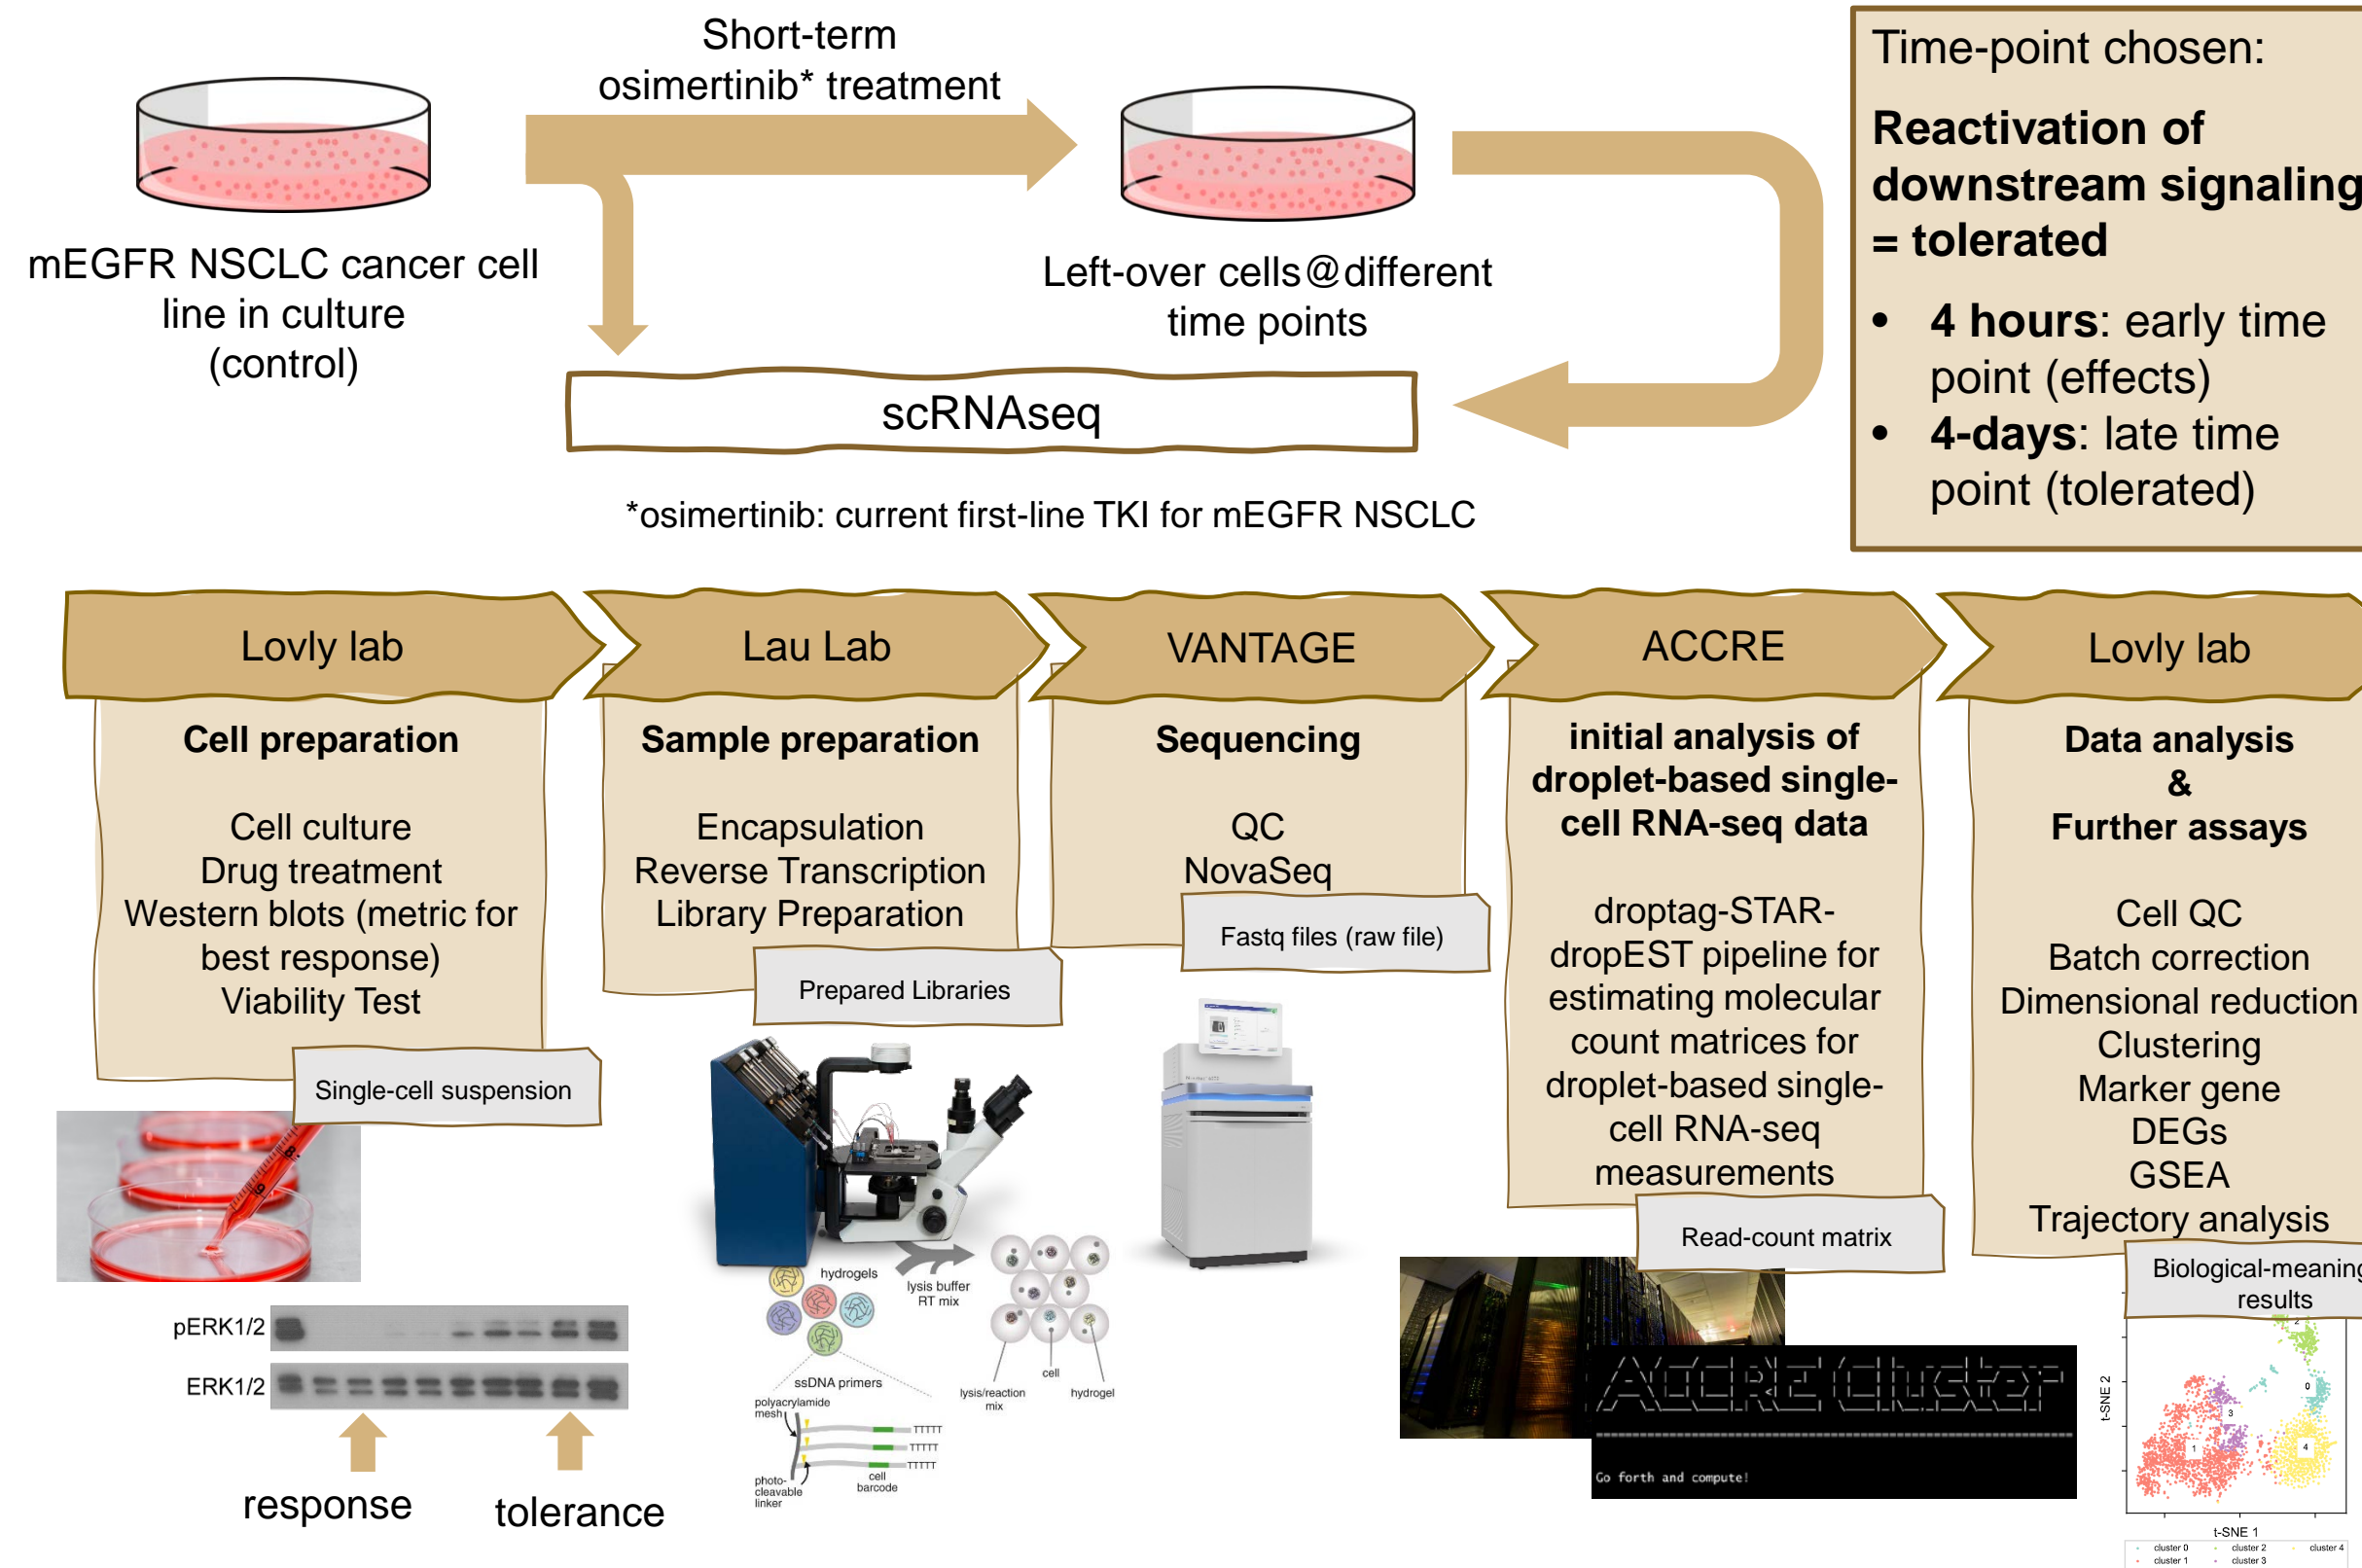 Short-term
osimertinib* treatment
mEGFR NSCLC cancer cell
line in culture
(control)
Left-over cells@different
time points
scRNAseq
*osimertinib: current first-line TKI for mEGFR NSCLC
Time-point chosen:
Reactivation of
downstream signaling
= tolerated
• 4 hours: early time
point (effects)
• 4-days: late time
point (tolerated)
Lovly lab
Cell preparation
Cell culture
Drug treatment
Western blots (metric for
best response)
Viability Test
Single-cell suspension
Lau Lab
Sample preparation
Encapsulation
Reverse Transcription
Library Preparation
Prepared Libraries
VANTAGE
Sequencing
QC
NovaSeq
Fastq files (raw file)
ACCRE
initial analysis of
droplet-based single-
cell RNA-seq data
droptag-STAR-
dropEST pipeline for
estimating molecular
count matrices for
droplet-based single-
cell RNA-seq
measurements
Read-count matrix
Lovly lab
Data analysis
&
Further assays
Cell QC
Batch correction
Dimensional reduction
Clustering
Marker gene
DEGs
GSEA
Trajectory analysis
Biological-meaning
results
pERK1/2
ERK1/2
response
tolerance
hydrogels
lysis buffer
RT mix
ssDNA primers
polyacrylamide
mesh
TTTTT
TTTTT
TTTTT
photo-
cleavable
linker
cell
barcode
lysis/reaction
mix
cell
hydrogel
ACCRE Cluster
Go forth and compute!
t-SNE 2
2
0
3
1
4
t-SNE 1
cluster 0
cluster 2
cluster 4
cluster 1
cluster 3